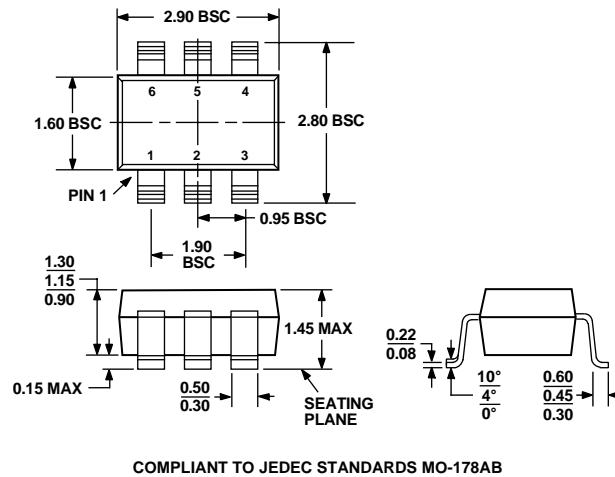 2.90 BSC
6 5 4
1.60 BSC
2.80 BSC
1 2 3
PIN 1
0.95 BSC
1.90
BSC
1.30
1.15
0.90
1.45 MAX
0.15 MAX
0.50
0.30
SEATING
PLANE
0.22
0.08
10°
4°
0°
0.60
0.45
0.30
COMPLIANT TO JEDEC STANDARDS MO-178AB